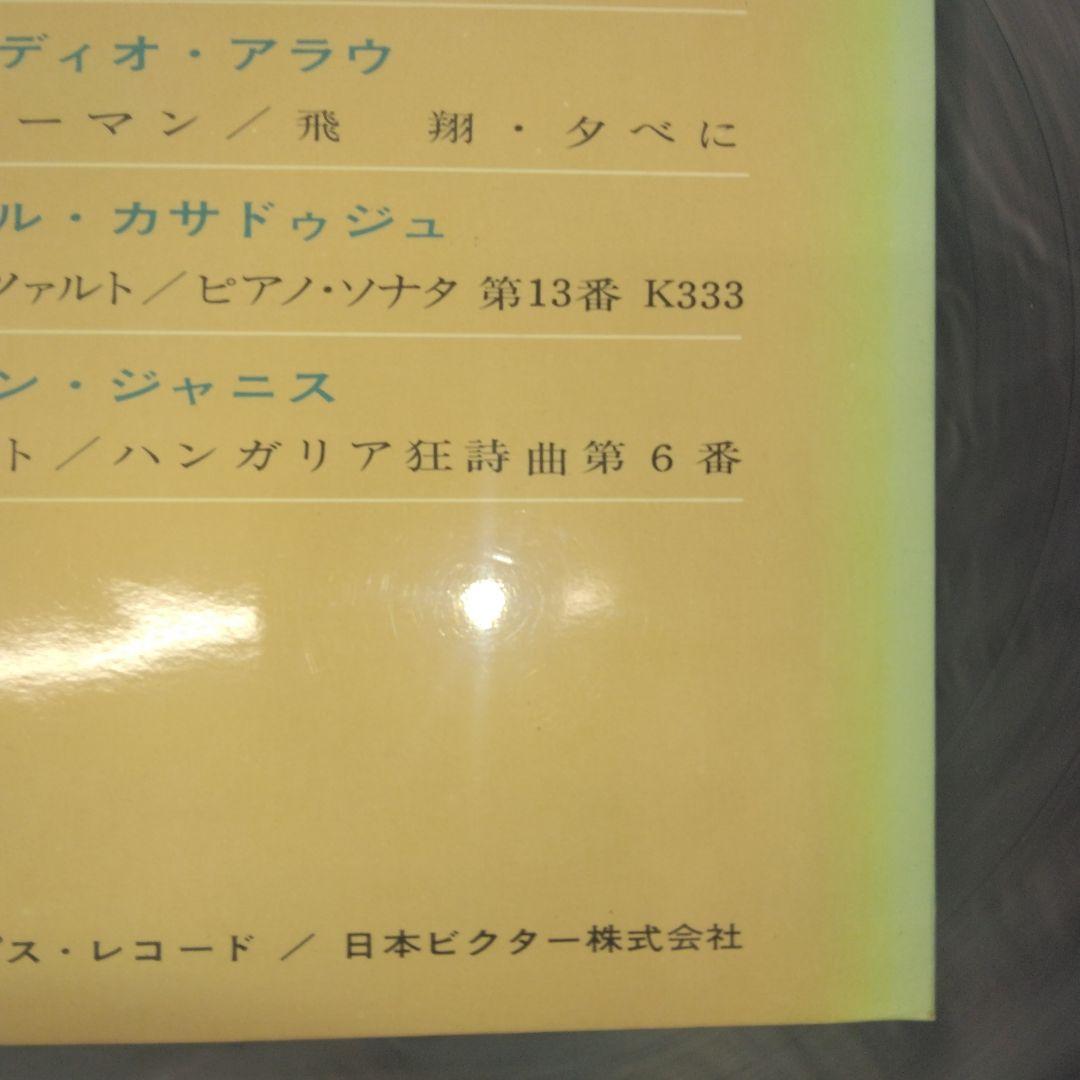 ディオ・アラウ
ーマン／飛　翔・夕べに
ル・カサドゥジュ
ツァルト／ピアノ・ソナタ 第13番 K333
ン・ジャニス
ト／ハンガリア狂詩曲第６番
ス・レコード ／ 日本ビクター株式会社